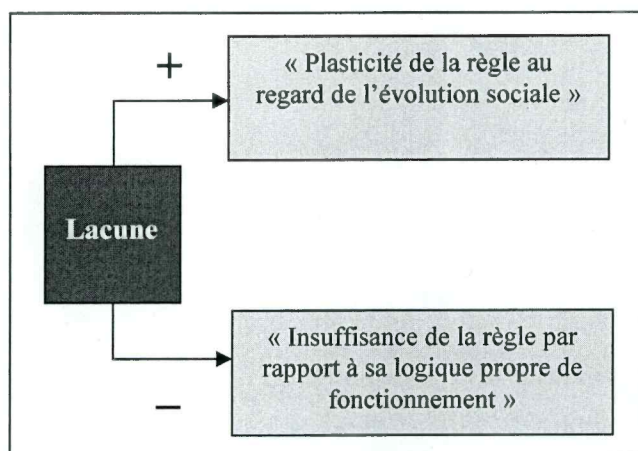 +
« Plasticité de la règle au
regard de l’évolution sociale »
Lacune
« Insuffisance de la règle par
rapport à sa logique propre de
fonctionnement »
–